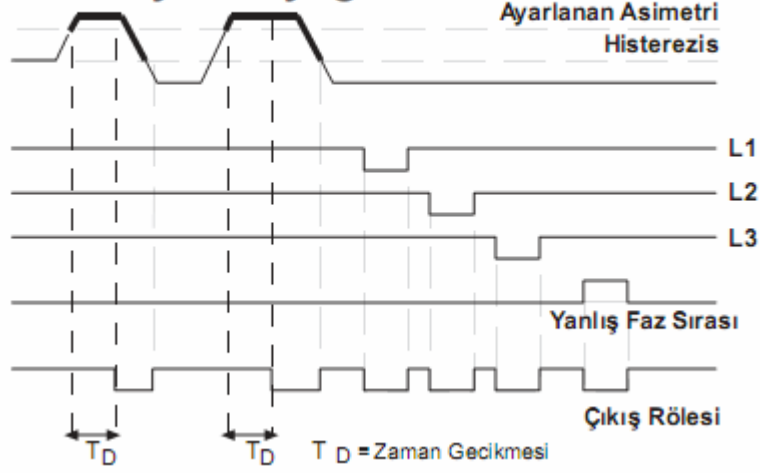 Ayarlanan Asimetri
Histerezis
L1
L2
L3
Yanlış Faz Sırası
Çıkış Rölesi
TD
TD
TD =Zaman Gecikmesi